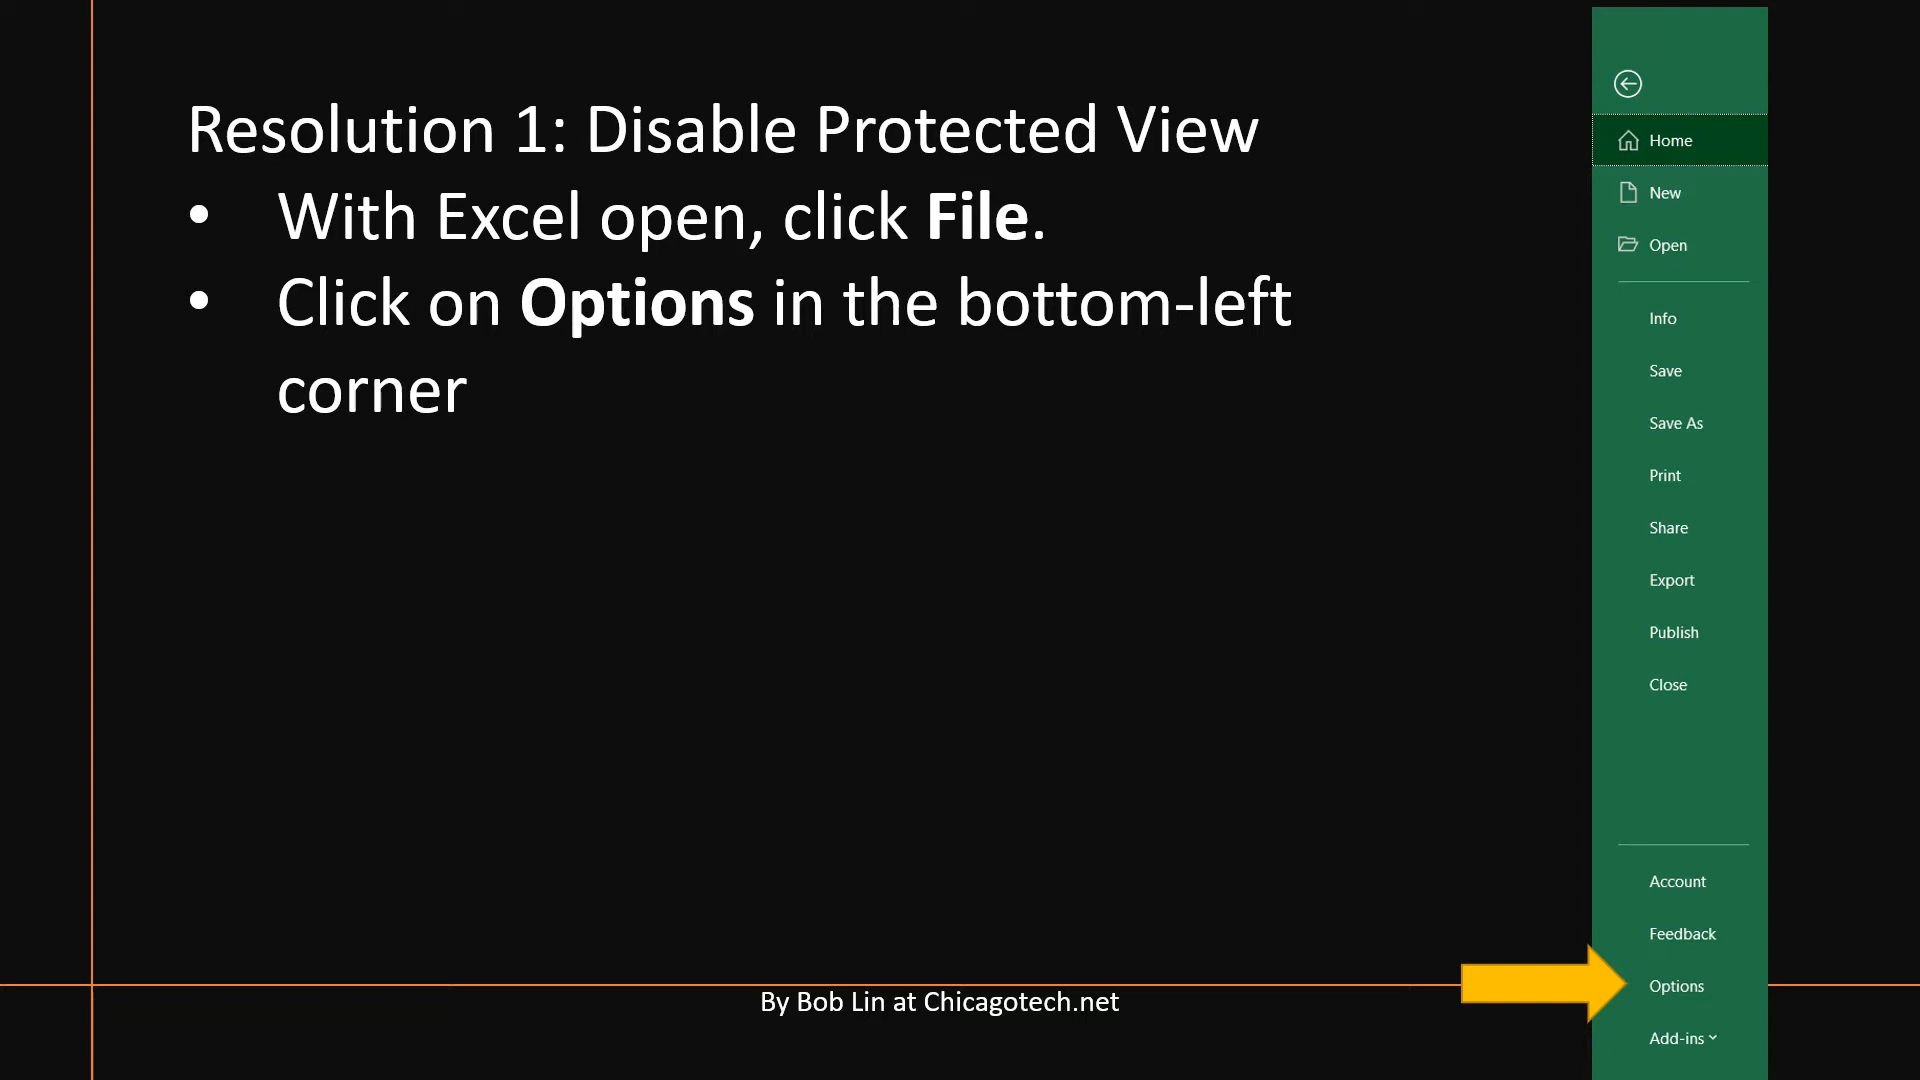 Resolution 1: Disable Protected View
• With Excel open, click File.
• Click on Options in the bottom-left
corner
By Bob Lin at Chicagotech.net
Home
New
Open
Info
Save
Save As
Print
Share
Export
Publish
Close
Account
Feedback
Options
Add-ins